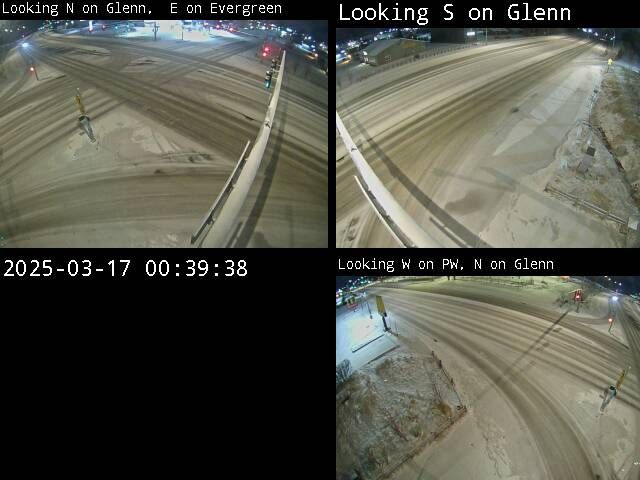 Looking N on Glenn,  E on Evergreen
Looking S on Glenn
2025-03-17 00:39:38
Looking W on PW, N on Glenn